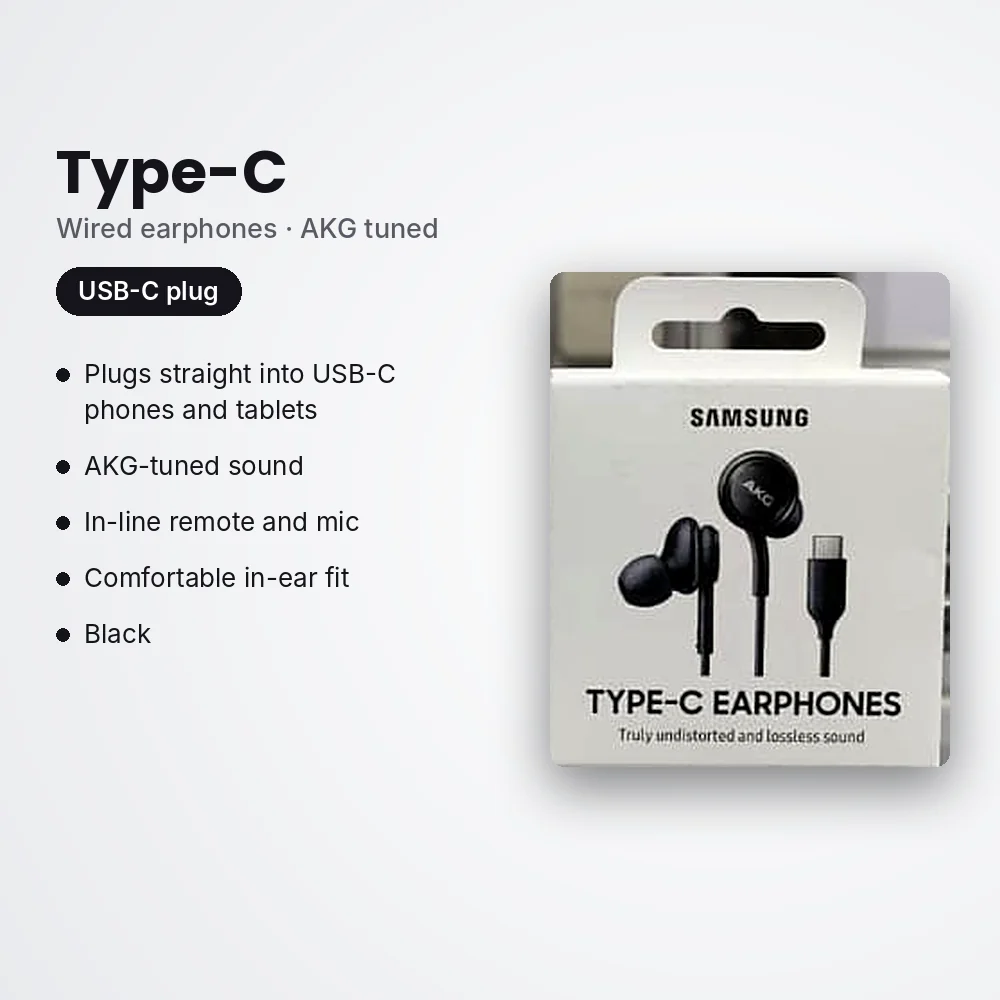 Type-C
Wired earphones · AKG tuned
USB-C plug
Plugs straight into USB-C
phones and tablets
AKG-tuned sound
In-line remote and mic
Comfortable in-ear fit
Black
SAMSUNG
AKG
TYPE-C EARPHONES
Truly undistorted and lossless sound